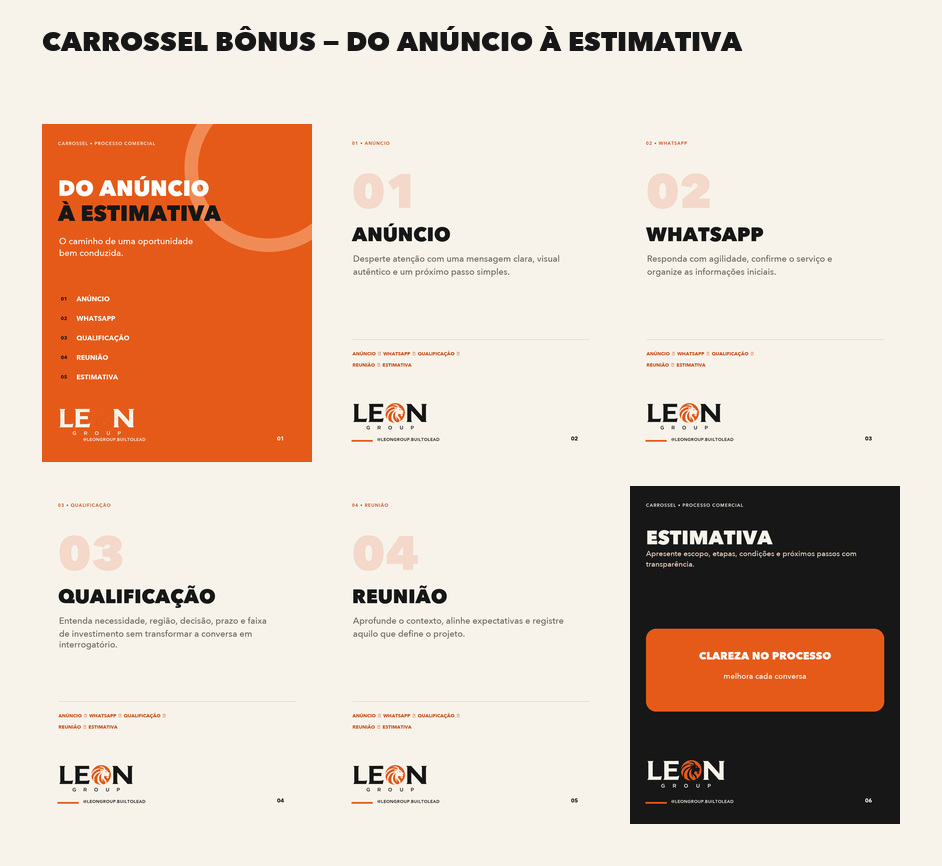 CARROSSEL BÔNUS — DO ANÚNCIO À ESTIMATIVA
CARROSSEL • PROCESSO COMERCIAL
DO ANÚNCIO
À ESTIMATIVA
O caminho de uma oportunidade
bem conduzida.
01 ANÚNCIO
02 WHATSAPP
03 QUALIFICAÇÃO
04 REUNIÃO
05 ESTIMATIVA
LE N
GROUP
@LEONGROUP.BUILTOLEAD
01
01 • ANÚNCIO
01
ANÚNCIO
Desperte atenção com uma mensagem clara, visual
autêntico e um próximo passo simples.
ANÚNCIO ▯ WHATSAPP ▯ QUALIFICAÇÃO ▯
REUNIÃO ▯ ESTIMATIVA
LEON
GROUP
@LEONGROUP.BUILTOLEAD
02
02 • WHATSAPP
02
WHATSAPP
Responda com agilidade, confirme o serviço e
organize as informações iniciais.
ANÚNCIO ▯ WHATSAPP ▯ QUALIFICAÇÃO ▯
REUNIÃO ▯ ESTIMATIVA
LEON
GROUP
@LEONGROUP.BUILTOLEAD
03
03 • QUALIFICAÇÃO
03
QUALIFICAÇÃO
Entenda necessidade, região, decisão, prazo e faixa
de investimento sem transformar a conversa em
interrogatório.
ANÚNCIO ▯ WHATSAPP ▯ QUALIFICAÇÃO ▯
REUNIÃO ▯ ESTIMATIVA
LEON
GROUP
@LEONGROUP.BUILTOLEAD
04
04 • REUNIÃO
04
REUNIÃO
Aprofunde o contexto, alinhe expectativas e registre
aquilo que define o projeto.
ANÚNCIO ▯ WHATSAPP ▯ QUALIFICAÇÃO ▯
REUNIÃO ▯ ESTIMATIVA
LEON
GROUP
@LEONGROUP.BUILTOLEAD
05
CARROSSEL • PROCESSO COMERCIAL
ESTIMATIVA
Apresente escopo, etapas, condições e próximos passos com
transparência.
CLAREZA NO PROCESSO
melhora cada conversa
LEON
GROUP
@LEONGROUP.BUILTOLEAD
06